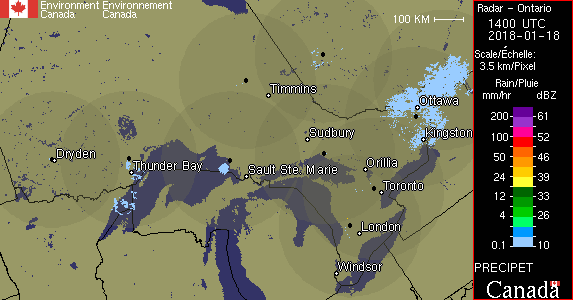 Environment Environnement
Canada Canada
Radar - Ontario
1400 UTC
2018-01-18
100 KM
Scale/Échelle:
3.5 km/Pixel
Rain/Pluie
mm/hr dBZ
200 61
100 52
50 46
24 39
12 33
4 26
2 20
0.1 10
Timmins
Ottawa
Sudbury
Kingston
Dryden
Thunder Bay
Sault Ste. Marie
Orillia
Toronto
London
Windsor
PRECIPET
Canada